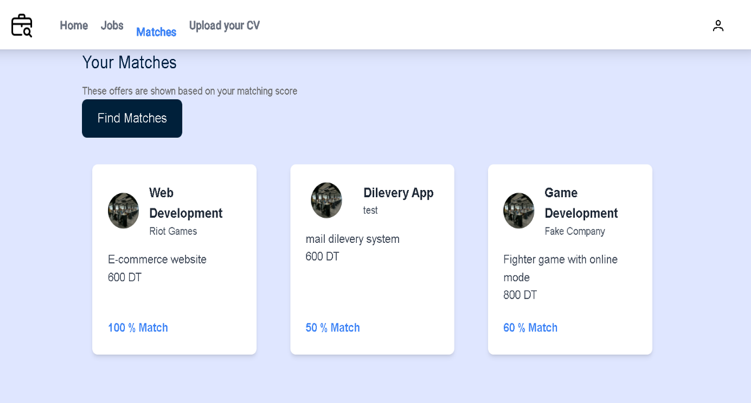 Home Jobs Matches Upload your CV
Your Matches
These offers are shown based on your matching score
Find Matches
Web
Development
Riot Games
E-commerce website
600 DT
100 % Match
Dilevery App
test
mail dilevery system
600 DT
50 % Match
Game
Development
Fake Company
Fighter game with online
mode
800 DT
60 % Match